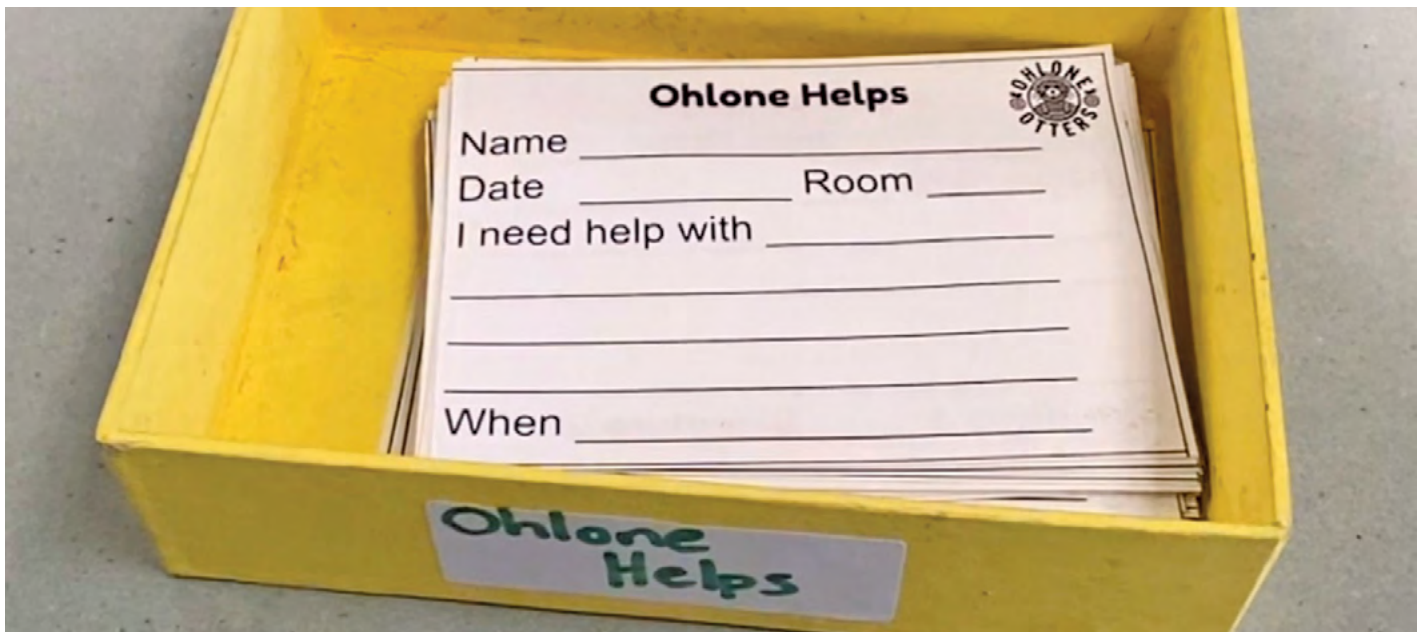 Ohlone Helps
OHLONE OTTERS
Name
Date Room
I need help with
When
Ohlone
Helps